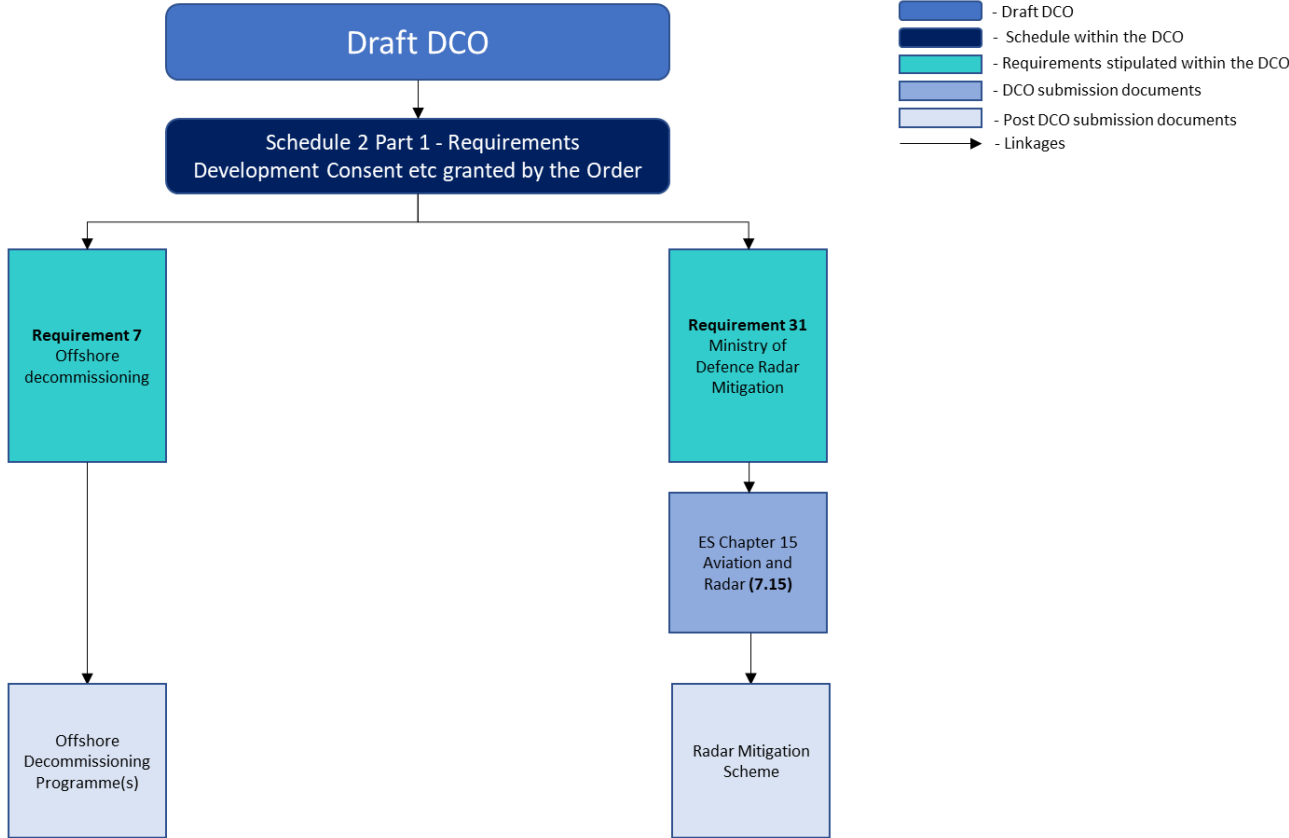 Draft DCO
Schedule 2 Part 1 - Requirements
Development Consent etc granted by the Order
Requirement 7
Offshore
decommissioning
Requirement 31
Ministry of
Defence Radar
Mitigation
ES Chapter 15
Aviation and
Radar (7.15)
Offshore
Decommissioning
Programme(s)
Radar Mitigation
Scheme
- Draft DCO
- Schedule within the DCO
- Requirements stipulated within the DCO
- DCO submission documents
- Post DCO submission documents
- Linkages